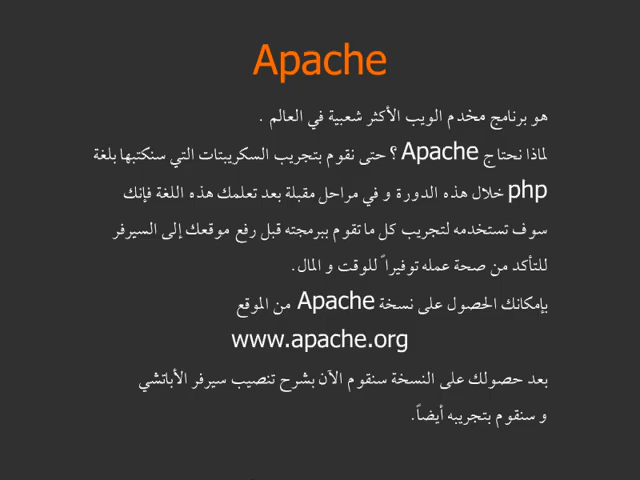 Apache
هو برنامج مخدم الويب الأكثر شعبية في العالم .
لماذا نحتاج Apache ؟ حتى نقوم بتجريب السكريبتات التي سنكتبها بلغة
php خلال هذه الدورة و في مراحل مقبلة بعد تعلمك هذه اللغة فإنك
سوف تستخدمه لتجريب كل ما تقوم ببرمجته قبل رفع موقعك إلى السيرفر
للتأكد من صحة عمله توفيراً للوقت و المال.
بإمكانك الحصول على نسخة Apache من الموقع
www.apache.org
بعد حصولك على النسخة سنقوم الآن بشرح تنصيب سيرفر الأباتشي
و سنقوم بتجريبه أيضاً.